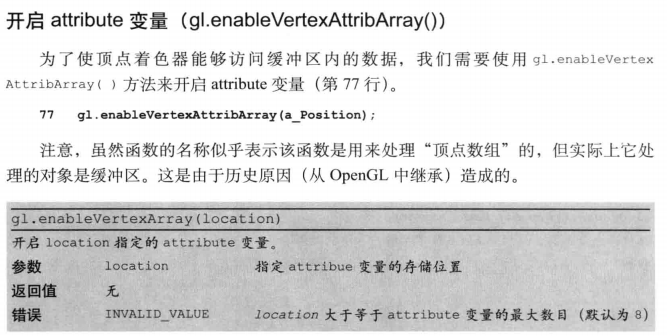 开启 attribute 变量（gl.enableVertexAttribArray()）
为了使顶点着色器能够访问缓冲区内的数据，我们需要使用 gl.enableVertex
AttribArray( ) 方法来开启 attribute 变量（第 77 行）。
77 gl.enableVertexAttribArray(a_Position);
注意，虽然函数的名称似乎表示该函数是用来处理“顶点数组”的，但实际上它处
理的对象是缓冲区。这是由于历史原因（从 OpenGL 中继承）造成的。
gl.enableVertexArray(location)
开启 location 指定的 attribute 变量。
参数 location 指定 attribue 变量的存储位置
返回值 无
错误 INVALID_VALUE location 大于等于 attribute 变量的最大数目（默认为 8）